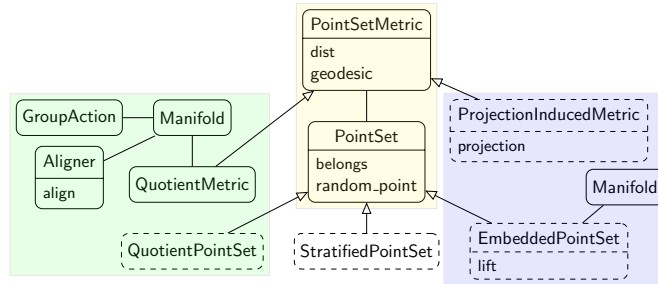 PointSetMetric
dist
geodesic
GroupAction
Manifold
Aligner
align
QuotientMetric
PointSet
belongs
random_point
ProjectionInducedMetric
projection
Manifold
QuotientPointSet
StratifiedPointSet
EmbeddedPointSet
lift